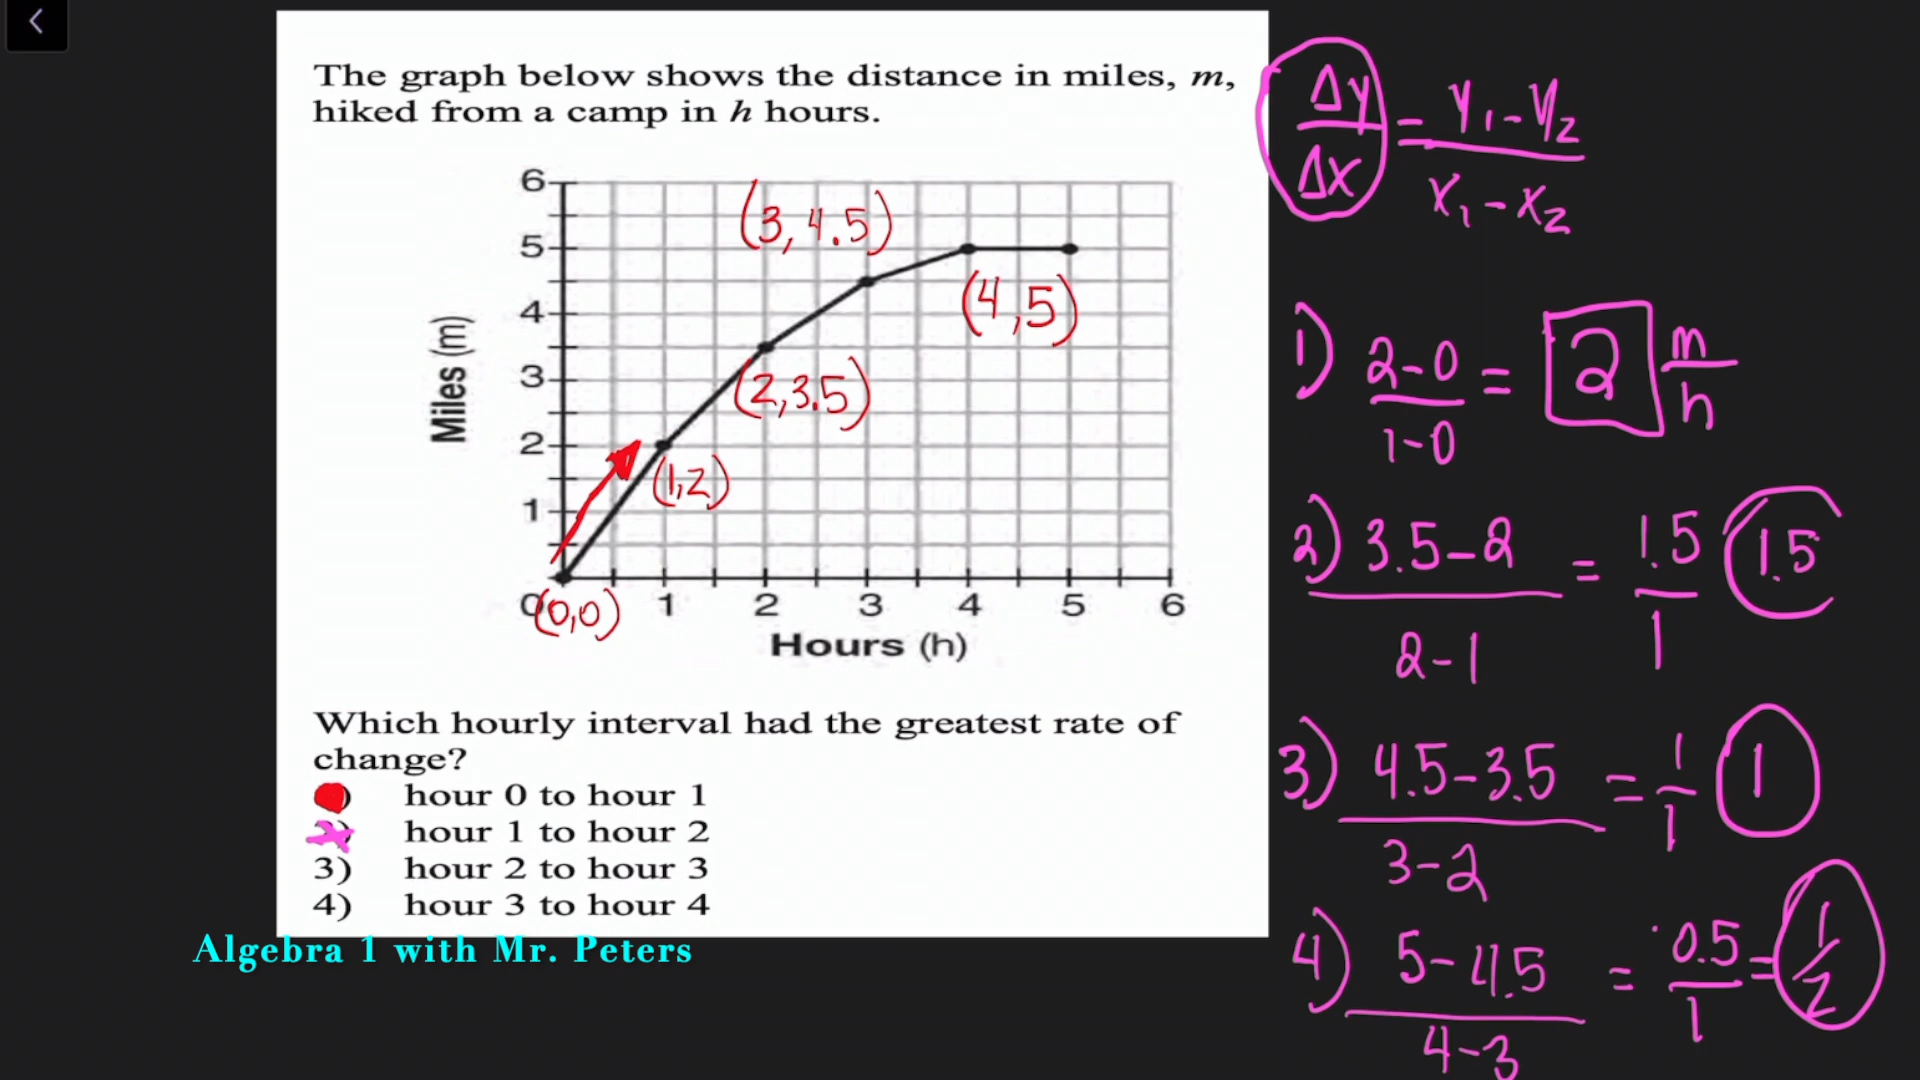 The graph below shows the distance in miles, m,
hiked from a camp in h hours.
6
5
4
3
2
1
0
Miles (m)
(3, 4.5)
(4,5)
(2,3.5)
(1,2)
(0,0)
1 2 3 4 5 6
Hours (h)
Which hourly interval had the greatest rate of
change?
hour 0 to hour 1
hour 1 to hour 2
3) hour 2 to hour 3
4) hour 3 to hour 4
Algebra 1 with Mr. Peters
Δy/Δx = y₁-y₂/x₁-x₂
1) 2-0/1-0 = 2 m/h
2) 3.5-2/2-1 = 1.5/1 1.5
3) 4.5-3.5/3-2 = 1/1 1
4) 5-4.5/4-3 = 0.5/1 = 1/2